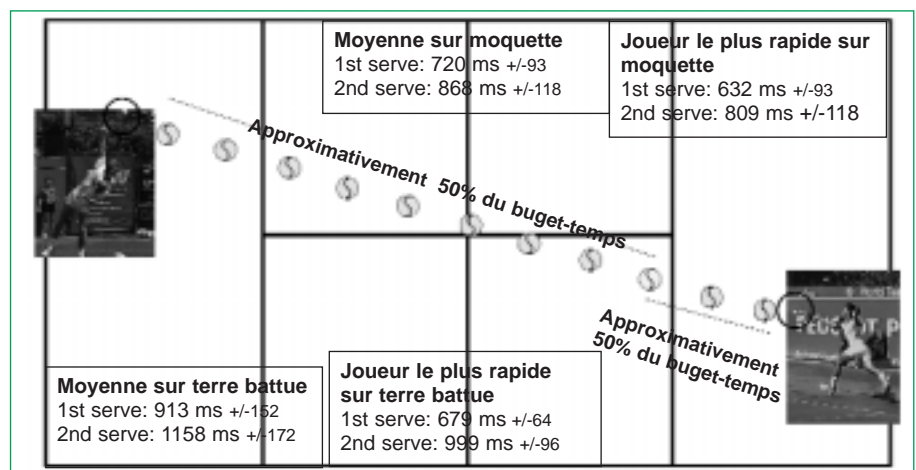 Moyenne sur moquette
1st serve: 720 ms +/-93
2nd serve: 868 ms +/-118
Joueur le plus rapide sur
moquette
1st serve: 632 ms +/-93
2nd serve: 809 ms +/-118
Approximativement 50% du buget-temps
Approximativement
50% du buget-temps
Moyenne sur terre battue
1st serve: 913 ms +/-152
2nd serve: 1158 ms +/-172
Joueur le plus rapide
sur terre battue
1st serve: 679 ms +/-64
2nd serve: 999 ms +/-96